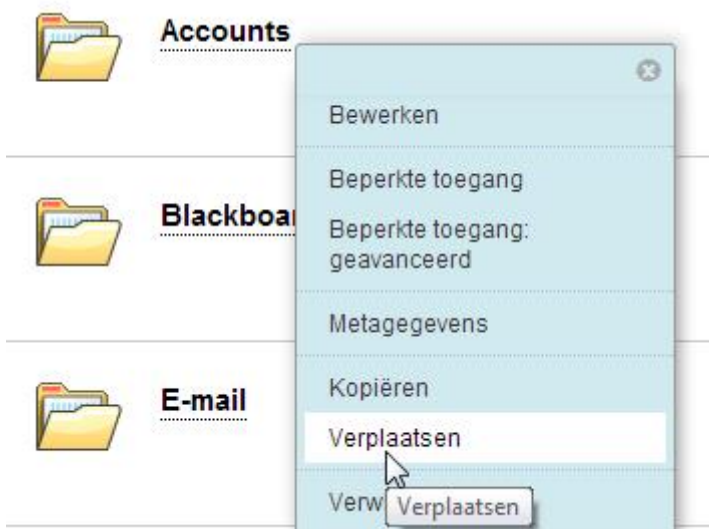 Accounts
Bewerken
Beperkte toegang
Beperkte toegang:
geavanceerd
Metagegevens
Kopiëren
Verplaatsen
Verplaatsen
E-mail